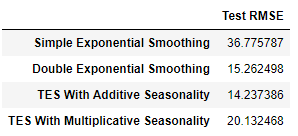 Test RMSE
Simple Exponential Smoothing 36.775787
Double Exponential Smoothing 15.262498
TES With Additive Seasonality 14.237386
TES With Multiplicative Seasonality 20.132468